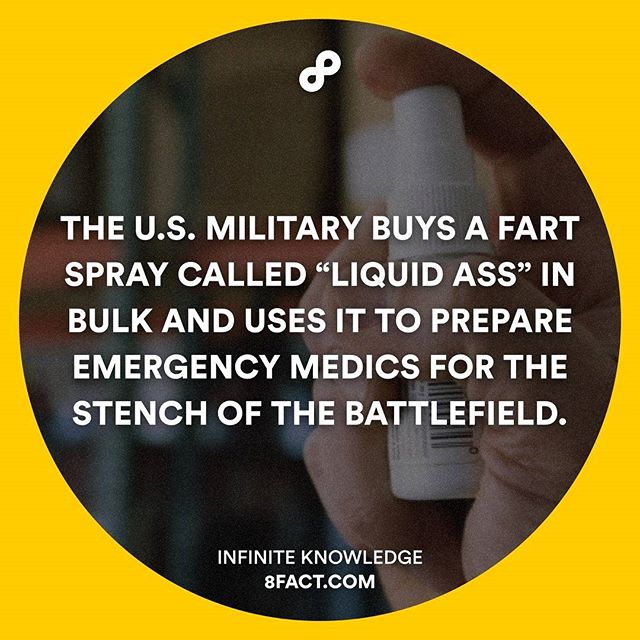 THE U.S. MILITARY BUYS A FART
SPRAY CALLED “LIQUID ASS” IN
BULK AND USES IT TO PREPARE
EMERGENCY MEDICS FOR THE
STENCH OF THE BATTLEFIELD.
INFINITE KNOWLEDGE
8FACT.COM